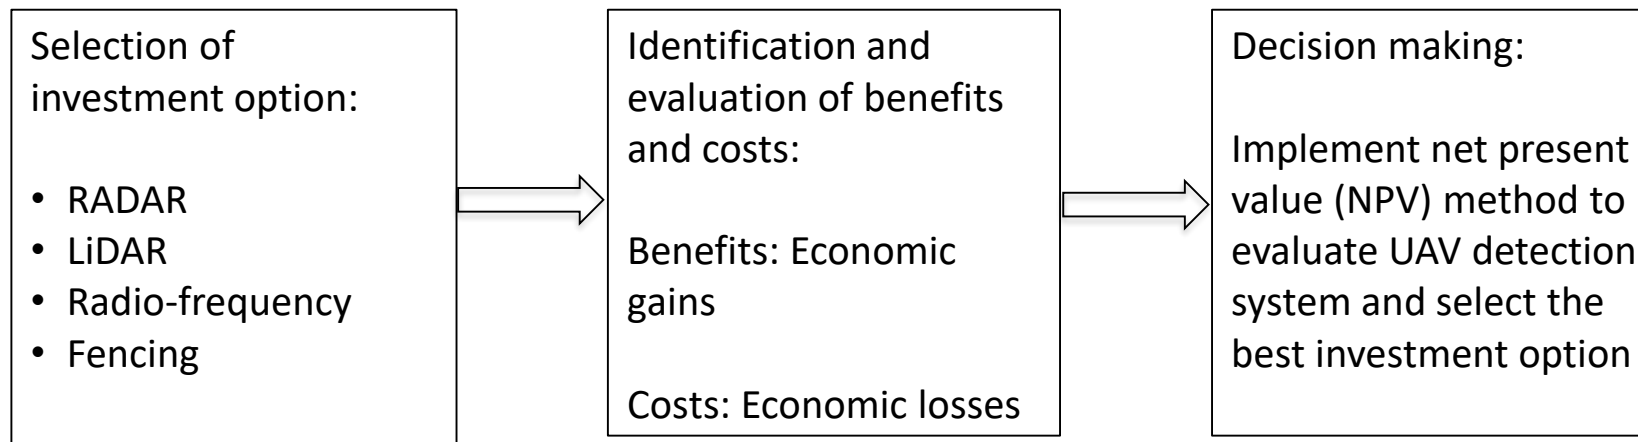 Selection of
investment option:
• RADAR
• LiDAR
• Radio-frequency
• Fencing
Identification and
evaluation of benefits
and costs:
Benefits: Economic
gains
Costs: Economic losses
Decision making:
Implement net present
value (NPV) method to
evaluate UAV detection
system and select the
best investment option